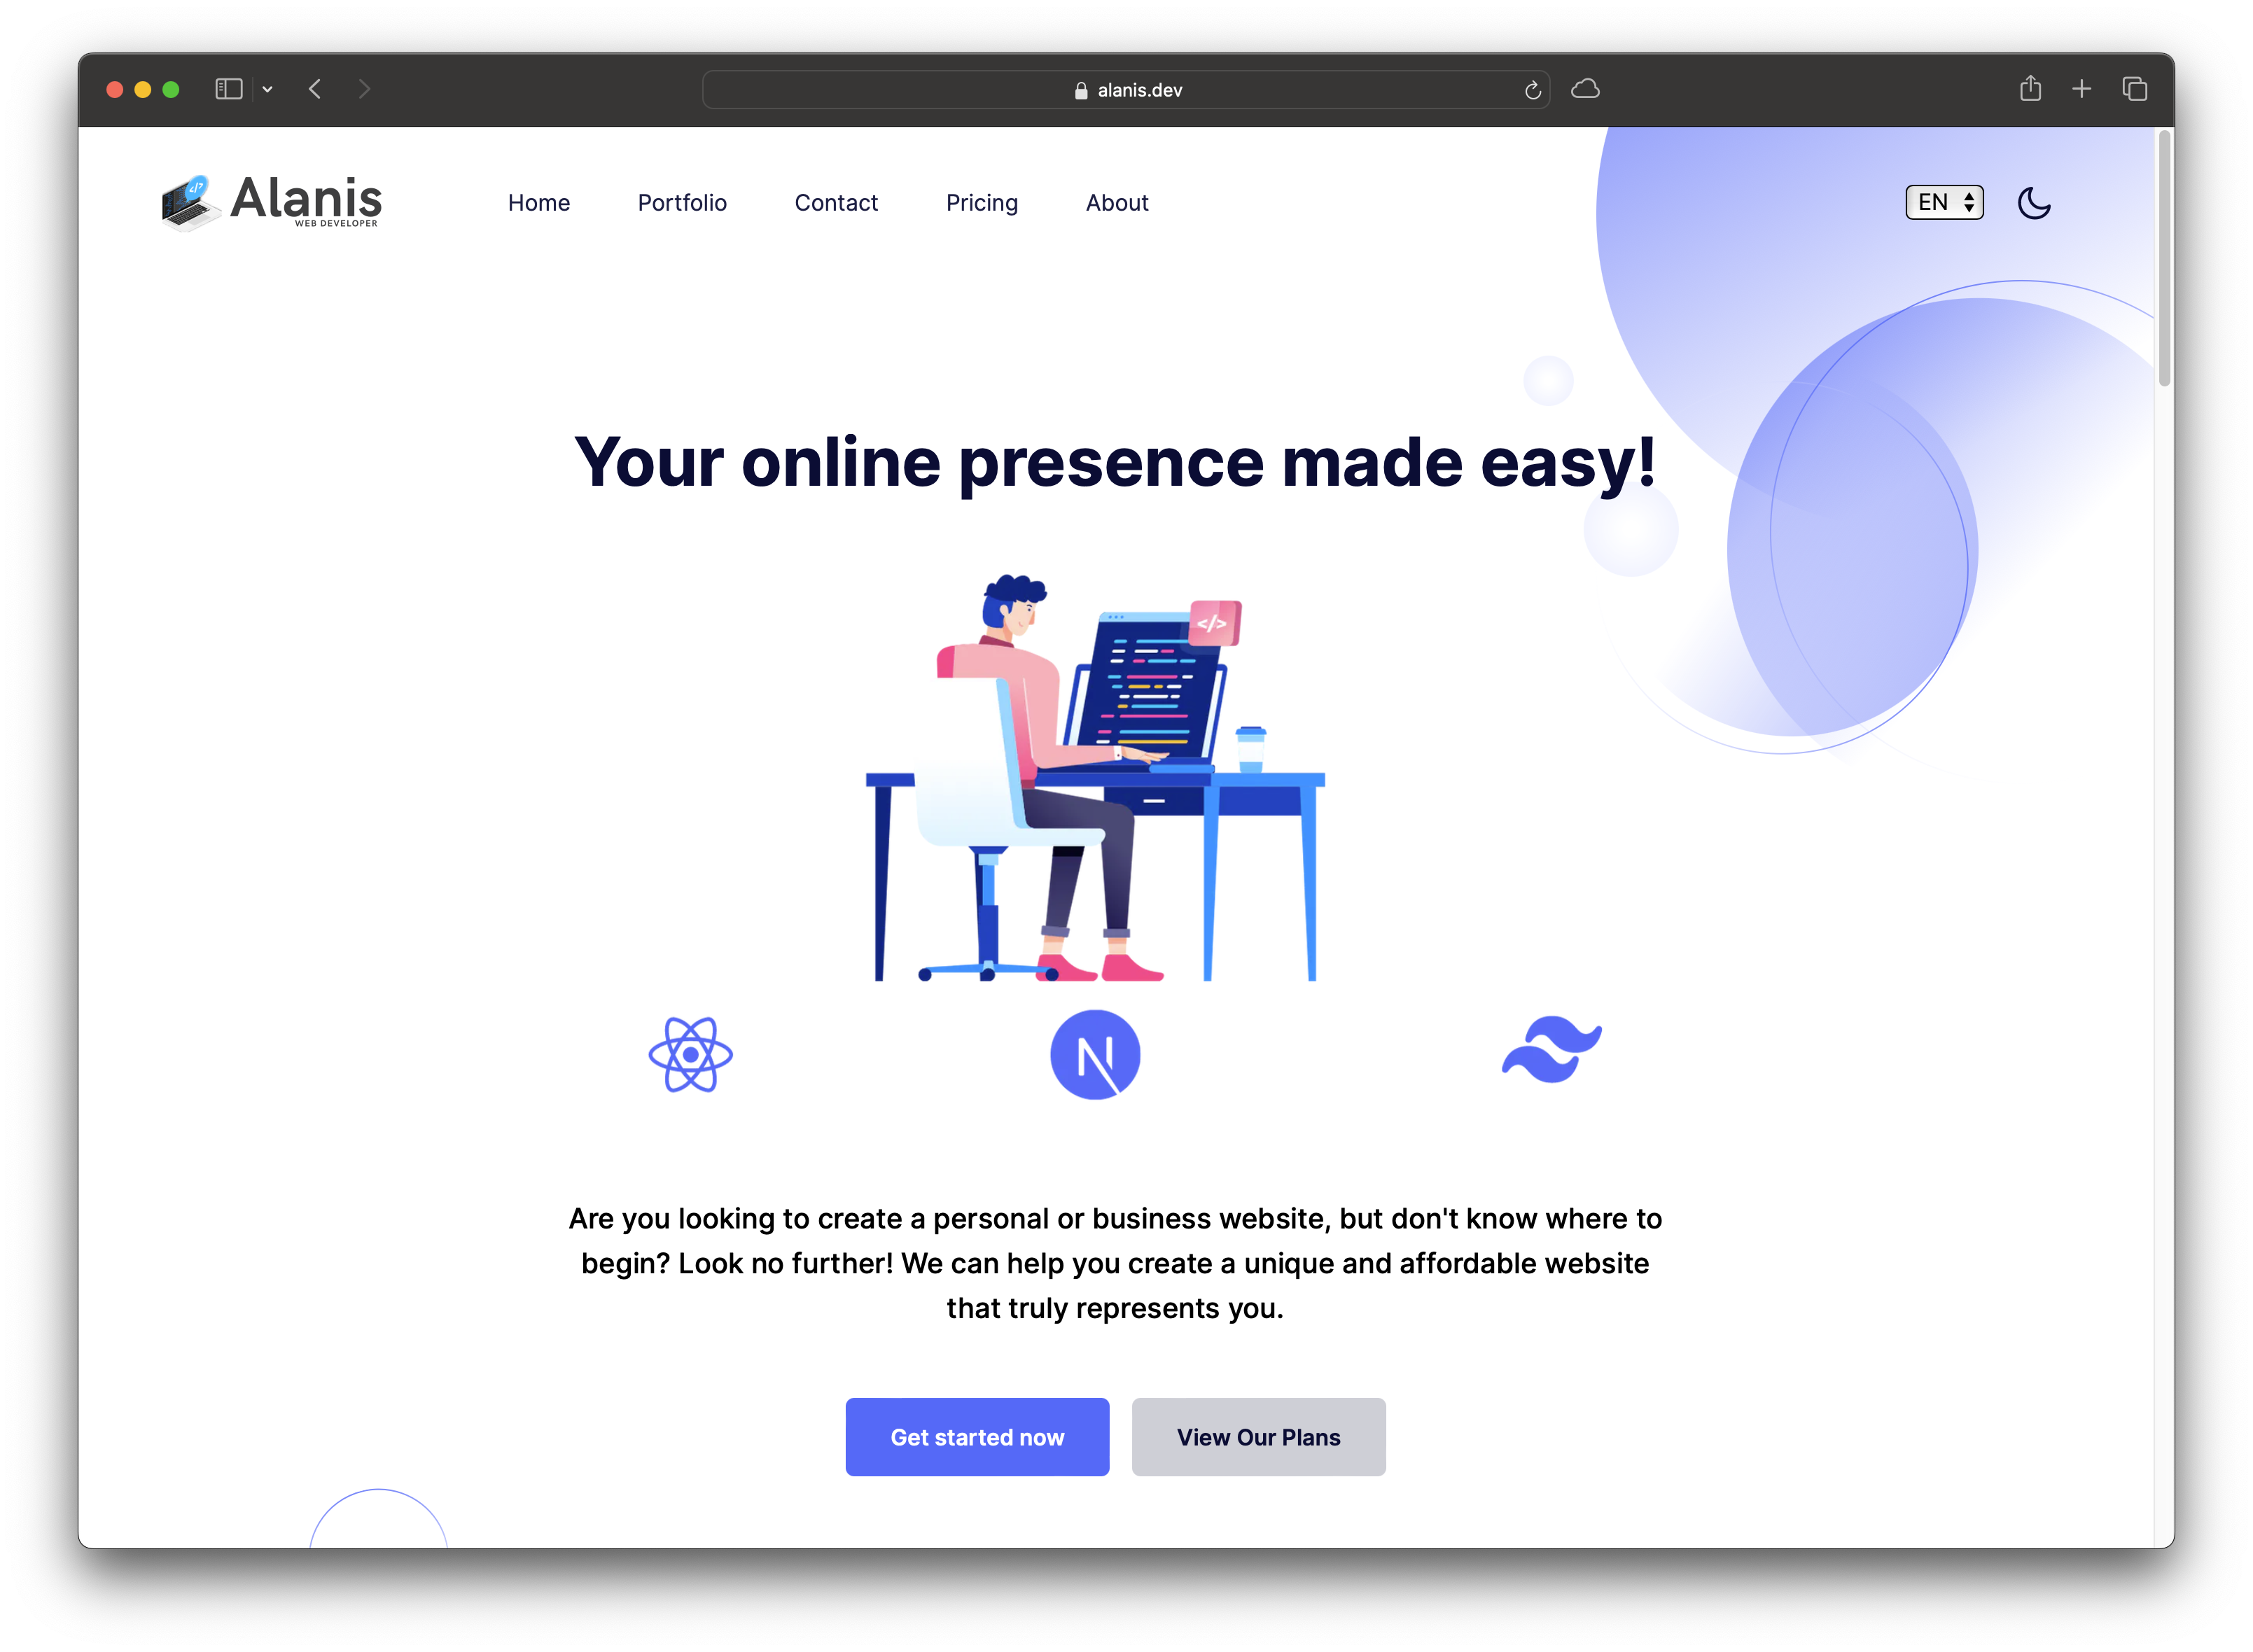 alanis.dev
</>
Alanis
WEB DEVELOPER
Home
Portfolio
Contact
Pricing
About
EN
Your online presence made easy!
</>
N
Are you looking to create a personal or business website, but don't know where to
begin? Look no further! We can help you create a unique and affordable website
that truly represents you.
Get started now
View Our Plans